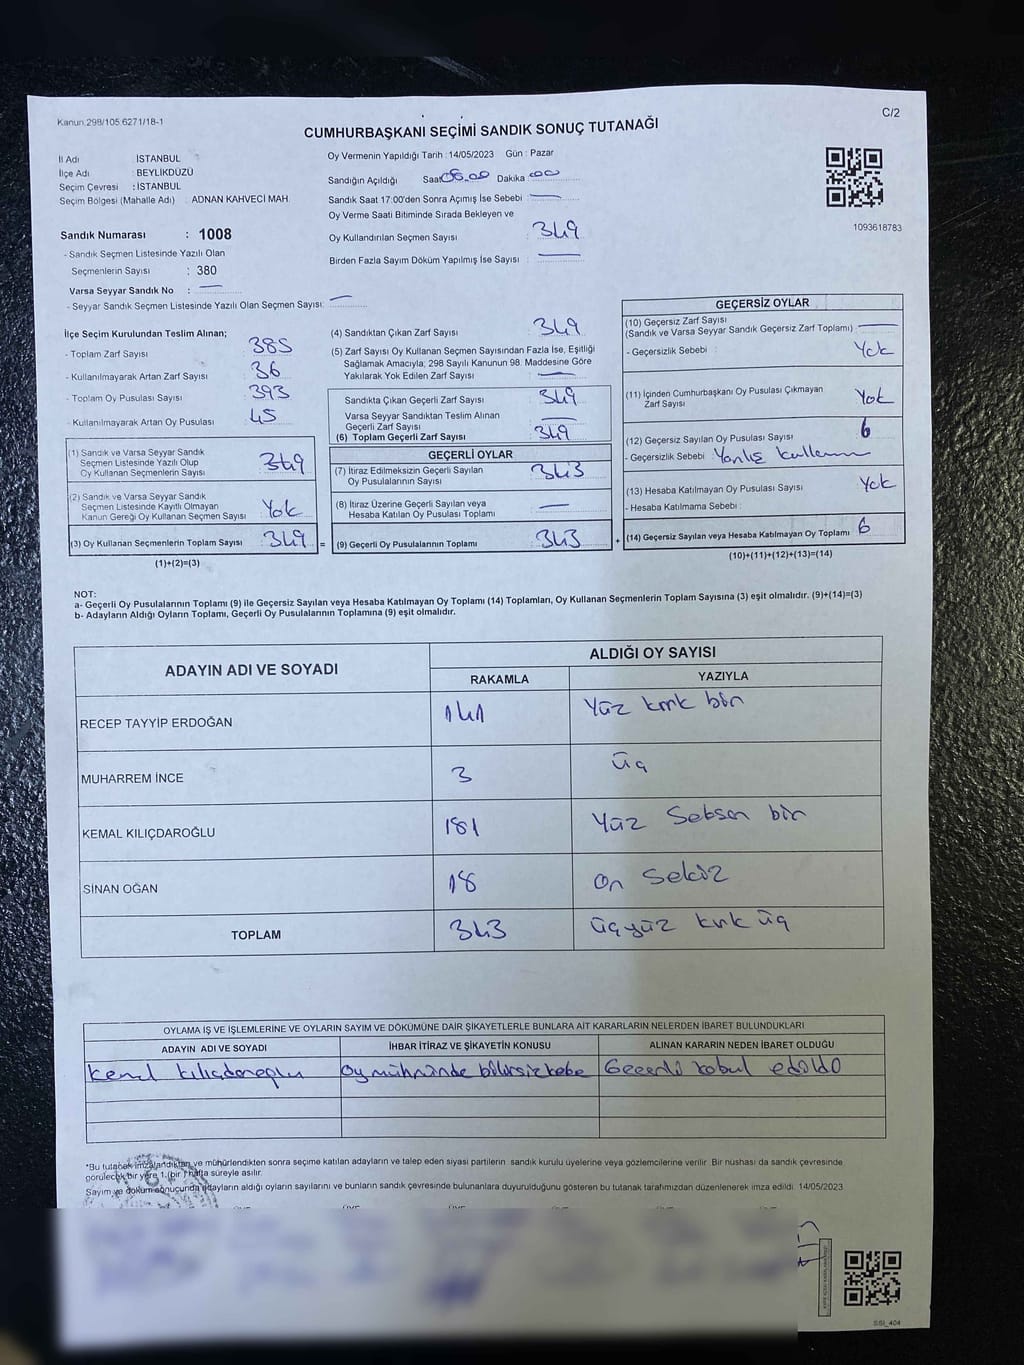 Kanun.298/105.6271/18-1
C/2
CUMHURBAŞKANI SEÇİMİ SANDIK SONUÇ TUTANAĞI
İl Adı : İSTANBUL
İlçe Adı : BEYLİKDÜZÜ
Seçim Çevresi : İSTANBUL
Seçim Bölgesi (Mahalle Adı) : ADNAN KAHVECİ MAH.
Sandık Numarası : 1008
- Sandık Seçmen Listesinde Yazılı Olan
Seçmenlerin Sayısı : 380
Varsa Seyyar Sandık No : —
- Seyyar Sandık Seçmen Listesinde Yazılı Olan Seçmen Sayısı: —
Oy Vermenin Yapıldığı Tarih : 14/05/2023 Gün : Pazar
Sandığın Açıldığı Saat 08.00 Dakika 00
Sandık Saat 17:00'den Sonra Açımış İse Sebebi —
Oy Verme Saati Bitiminde Sırada Bekleyen ve
Oy Kullandırılan Seçmen Sayısı 349
Birden Fazla Sayım Döküm Yapılmış İse Sayısı : —
1093618783
İlçe Seçim Kurulundan Teslim Alınan;
- Toplam Zarf Sayısı : 385
- Kullanılmayarak Artan Zarf Sayısı : 36
- Toplam Oy Pusulası Sayısı : 393
- Kullanılmayarak Artan Oy Pusulası : 45
(1) Sandık ve Varsa Seyyar Sandık
Seçmen Listesinde Yazılı Olup
Oy Kullanan Seçmenlerin Sayısı 349
(2) Sandık ve Varsa Seyyar Sandık
Seçmen Listesinde Kayıtlı Olmayan
Kanun Gereği Oy Kullanan Seçmen Sayısı Yok
(3) Oy Kullanan Seçmenlerin Toplam Sayısı 349 =
(1)+(2)=(3)
(4) Sandıktan Çıkan Zarf Sayısı : 349
(5) Zarf Sayısı Oy Kullanan Seçmen Sayısından Fazla İse, Eşitliği
Sağlamak Amacıyla, 298 Sayılı Kanunun 98. Maddesine Göre
Yakılarak Yok Edilen Zarf Sayısı : —
Sandıkta Çıkan Geçerli Zarf Sayısı : 349
Varsa Seyyar Sandıktan Teslim Alınan
Geçerli Zarf Sayısı : —
(6) Toplam Geçerli Zarf Sayısı : 349
GEÇERLİ OYLAR
(7) İtiraz Edilmeksizin Geçerli Sayılan
Oy Pusulasının Sayısı : 343
(8) İtiraz Üzerine Geçerli Sayılan veya
Hesaba Katılan Oy Pusulası Toplamı : —
(9) Geçerli Oy Pusulalarının Toplamı : 343 +
GEÇERSİZ OYLAR
(10) Geçersiz Zarf Sayısı
(Sandık ve Varsa Seyyar Sandık Geçersiz Zarf Toplamı) —
- Geçersizlik Sebebi : Yok
(11) İçinden Cumhurbaşkanı Oy Pusulası Çıkmayan
Zarf Sayısı : Yok
(12) Geçersiz Sayılan Oy Pusulası Sayısı : 6
- Geçersizlik Sebebi : Yanlış kullanım
(13) Hesaba Katılmayan Oy Pusulası Sayısı : Yok
- Hesaba Katılmama Sebebi :
(14) Geçersiz Sayılan veya Hesaba Katılmayan Oy Toplamı 6
(10)+(11)+(12)+(13)=(14)
NOT:
a- Geçerli Oy Pusulalarının Toplamı (9) ile Geçersiz Sayılan veya Hesaba Katılmayan Oy Toplamı (14) Toplamları, Oy Kullanan Seçmenlerin Toplam Sayısına (3) eşit olmalıdır. (9)+(14)=(3)
b- Adayların Aldığı Oyların Toplamı, Geçerli Oy Pusulalarının Toplamına (9) eşit olmalıdır.
ADAYIN ADI VE SOYADI ALDIĞI OY SAYISI
RAKAMLA YAZIYLA
RECEP TAYYİP ERDOĞAN 141 Yüz kırk bir
MUHARREM İNCE 3 üç
KEMAL KILIÇDAROĞLU 181 Yüz Seksen bir
SİNAN OĞAN 18 On Sekiz
TOPLAM 343 üçyüz kırk üç
OYLAMA İŞ VE İŞLEMLERİNE VE OYLARIN SAYIM VE DÖKÜMÜNE DAİR ŞİKAYETLERLE BUNLARA AİT KARARLARIN NELERDEN İBARET BULUNDUKLARI
ADAYIN ADI VE SOYADI İHBAR İTİRAZ VE ŞİKAYETİN KONUSU ALINAN KARARIN NEDEN İBARET OLDUĞU
Kemal kılıçdaroğlu Oy mühründe Geçerli kabul edildi
*Bu tutanak imzalandıktan ve mühürlendikten sonra seçime katılan adayların ve talep eden siyasi partilerin sandık kurulu üyelerine veya gözlemcilerine verilir. Bir nushası da sandık çevresinde
görülecek bir yere 1 (bir) hafta süreyle asılır.
Sayım ve döküm sonuçunda adayların aldığı oyların sayılarını ve bunların sandık çevresinde bulunanlara duyurulduğunu gösteren bu tutanak tarafımızdan düzenlenerek imza edildi. 14/05/2023
SSİ_404